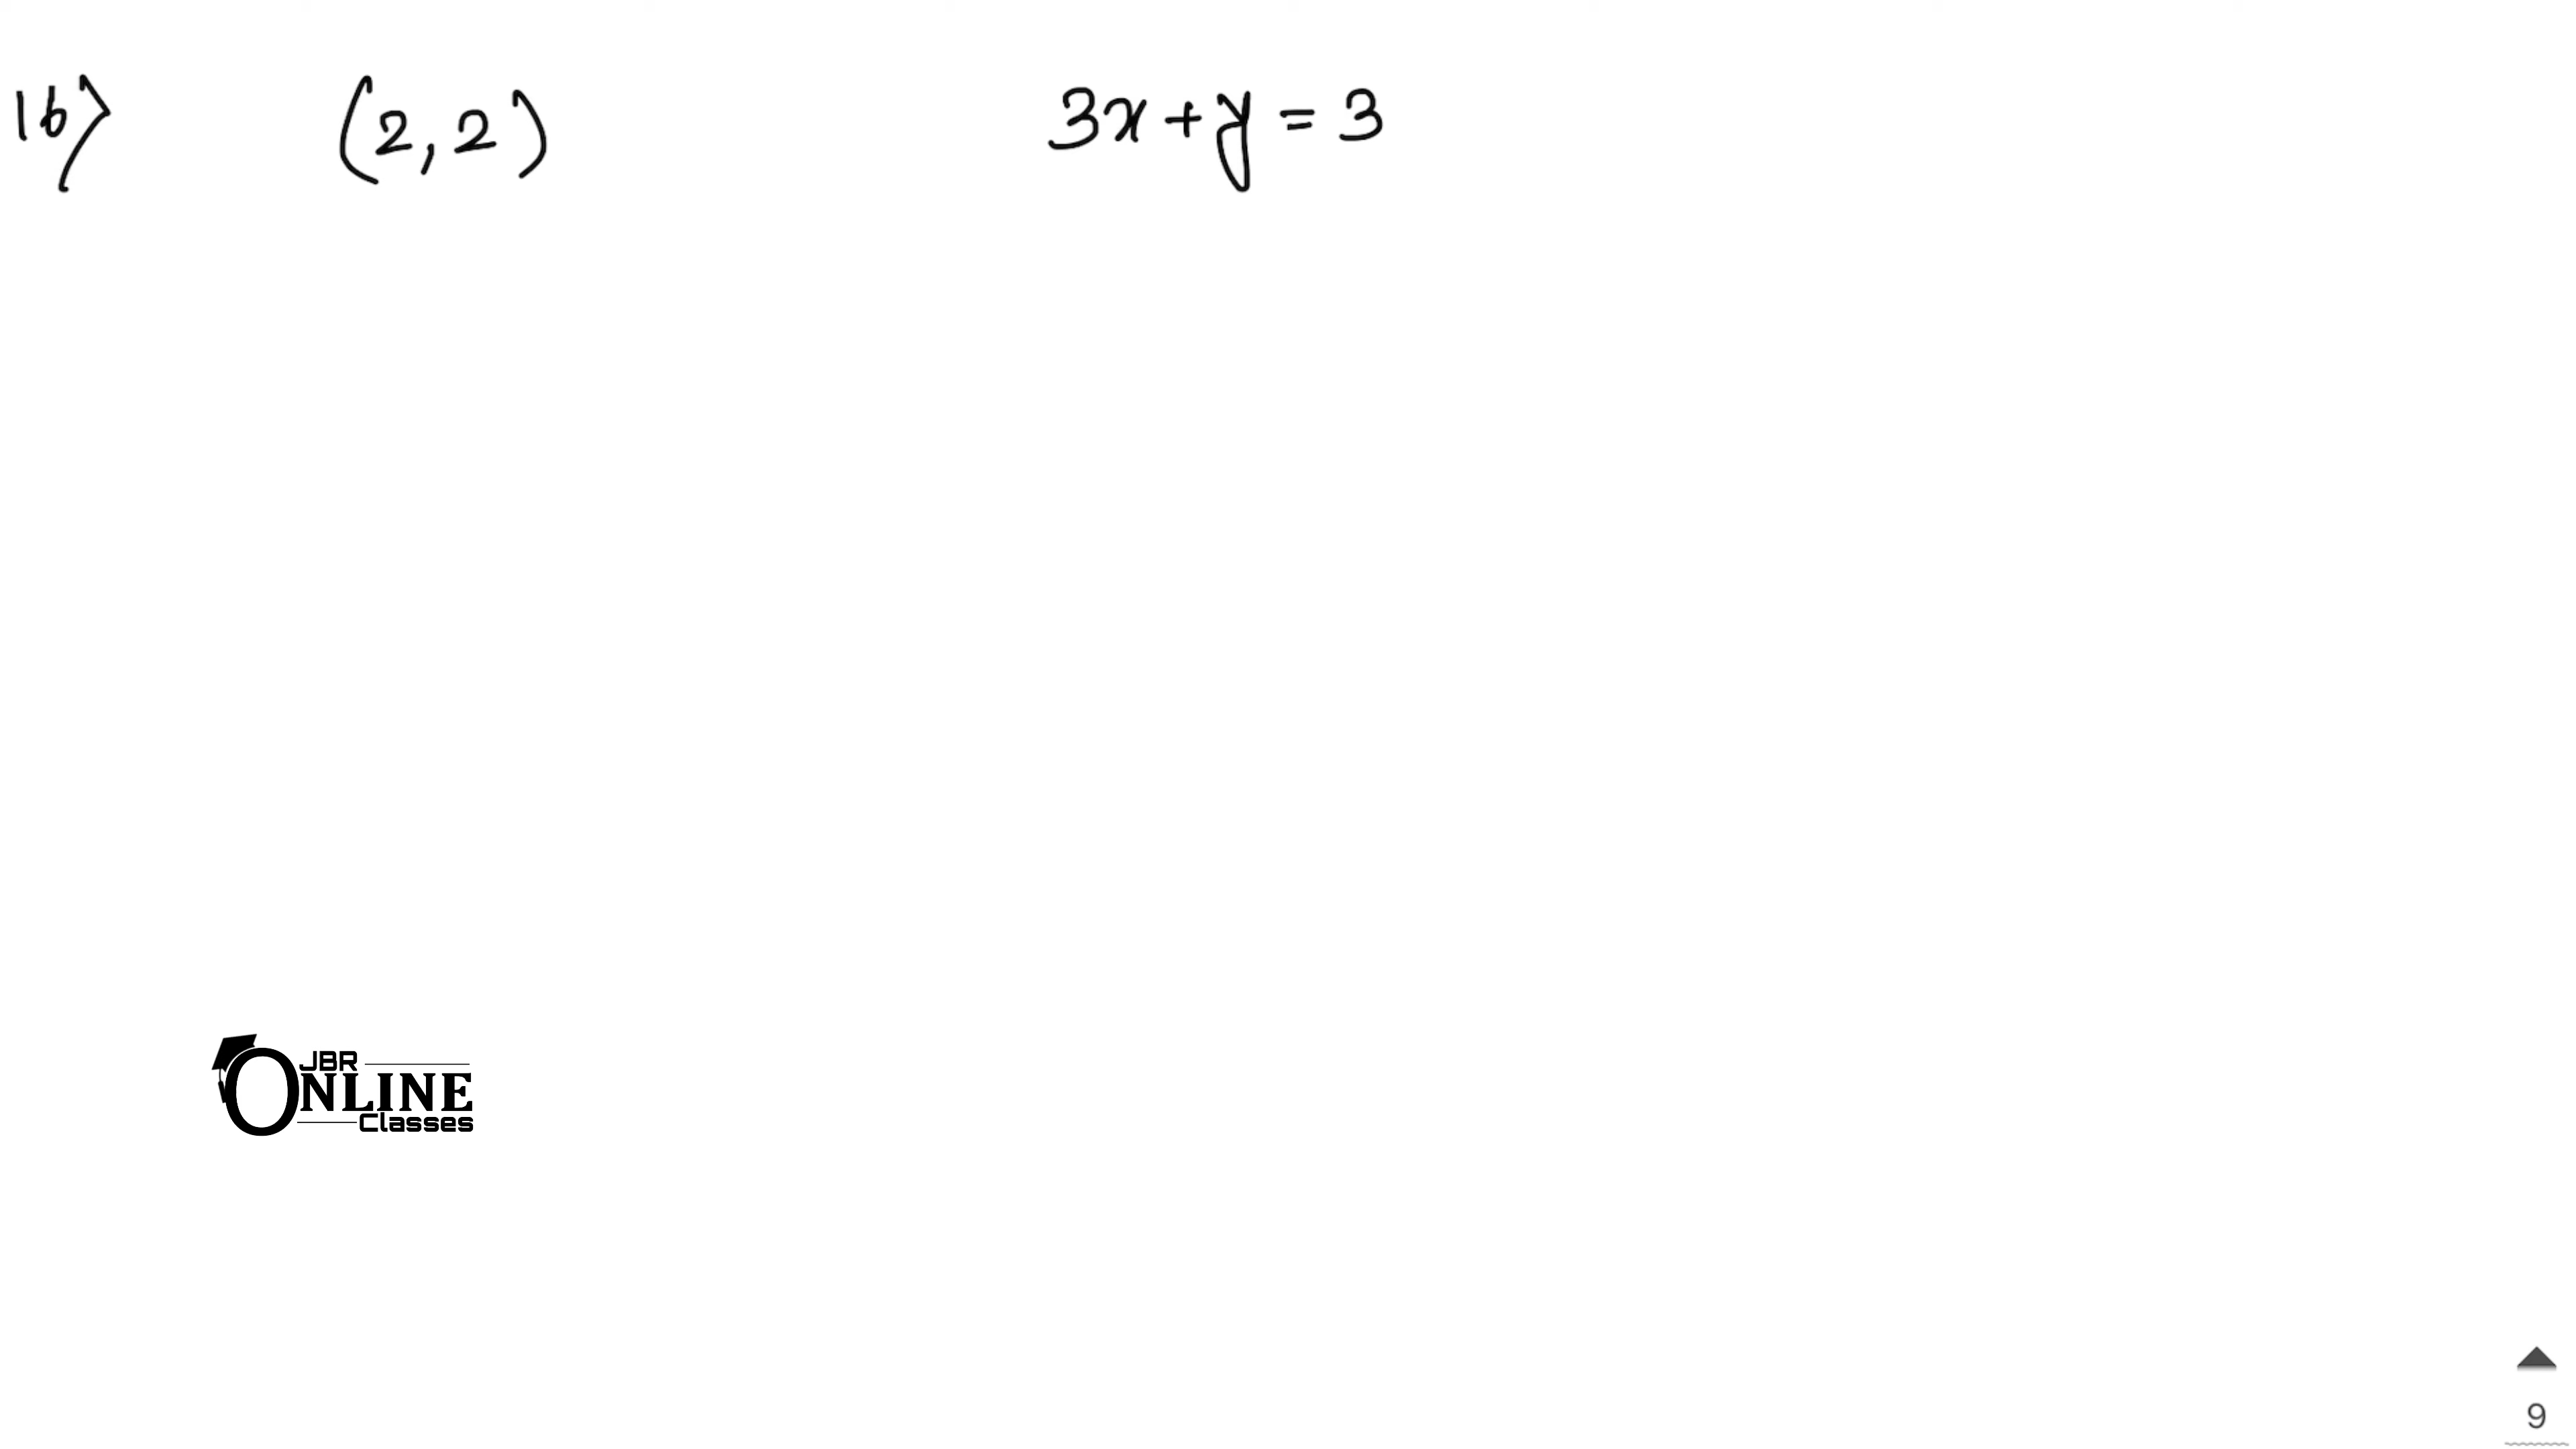 16> (2,2) 3x+y=3
JBR
ONLINE
Classes
9